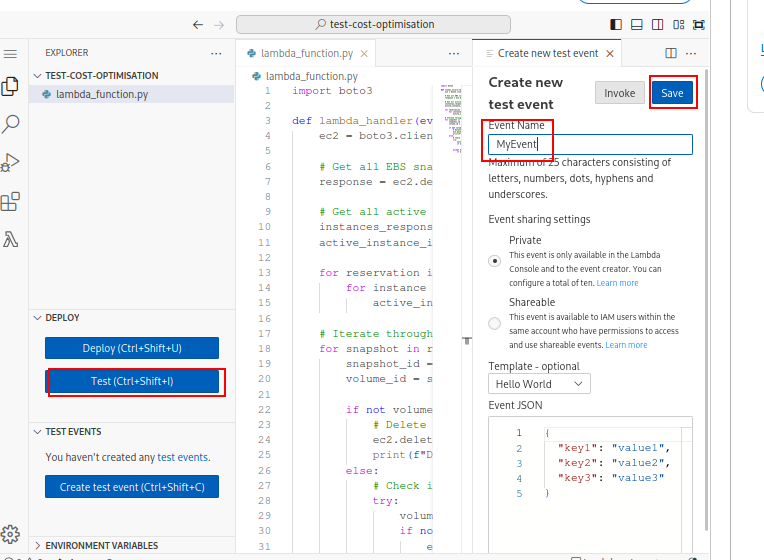 test-cost-optimisation
EXPLORER
TEST-COST-OPTIMISATION
lambda_function.py
DEPLOY
Deploy (Ctrl+Shift+U)
Test (Ctrl+Shift+I)
TEST EVENTS
You haven't created any test events.
Create test event (Ctrl+Shift+C)
ENVIRONMENT VARIABLES
lambda_function.py
lambda_function.py
1 import boto3
2
3 def lambda_handler(ev
4 ec2 = boto3.clien
5
6 # Get all EBS sna
7 response = ec2.de
8
9 # Get all active
10 instances_respons
11 active_instance_i
12
13 for reservation i
14 for instance
15 active_in
16
17 # Iterate through
18 for snapshot in r
19 snapshot_id =
20 volume_id = s
21
22 if not volume
23 # Delete
24 ec2.delet
25 print(f"D
26 else:
27 # Check i
28 try:
29 volum
30 if no
31 e
Create new test event
Create new
test event
Invoke
Save
Event Name
MyEvent
Maximum of 25 characters consisting of
letters, numbers, dots, hyphens and
underscores.
Event sharing settings
Private
This event is only available in the Lambda
Console and to the event creator. You can
configure a total of ten. Learn more
Shareable
This event is available to IAM users within the
same account who have permissions to access
and use shareable events. Learn more
Template - optional
Hello World
Event JSON
1 {
2 "key1": "value1",
3 "key2": "value2",
4 "key3": "value3"
5 }